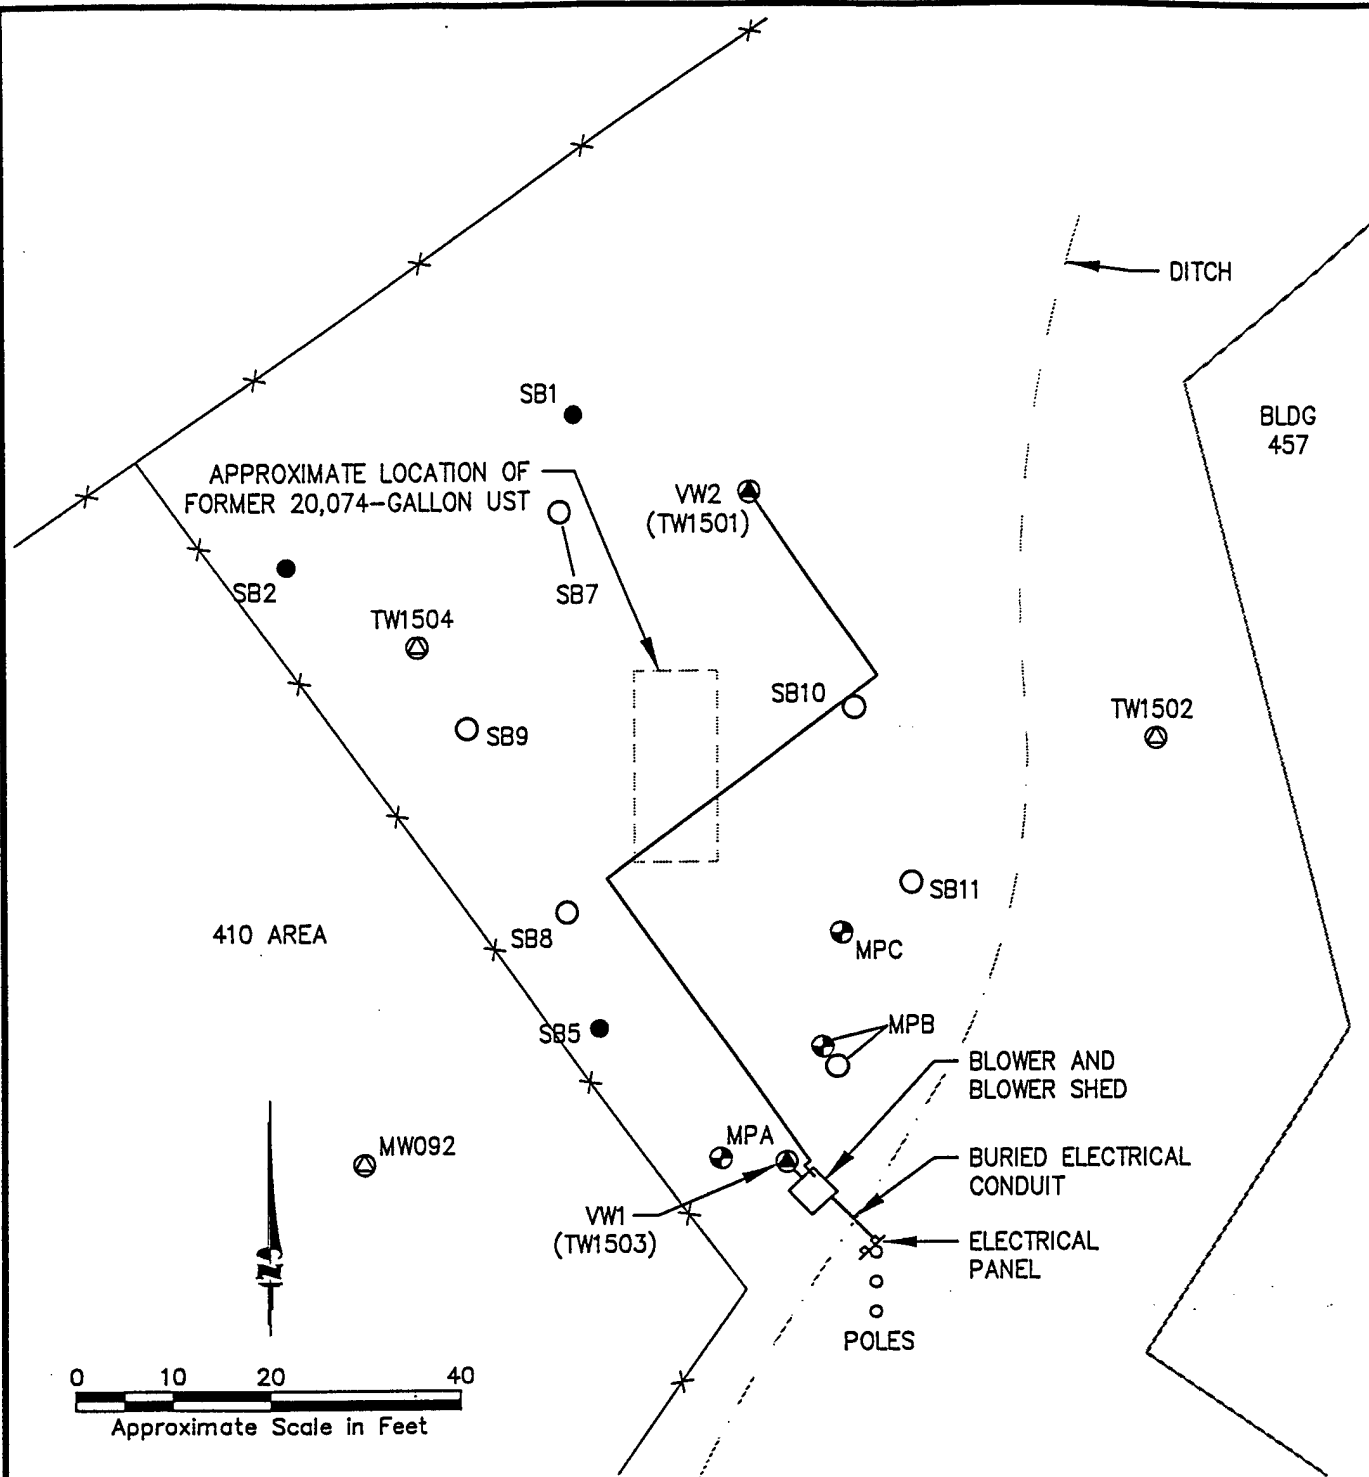 DITCH
SB1
BLDG
457
APPROXIMATE LOCATION OF
FORMER 20,074-GALLON UST
VW2
(TW1501)
SB2
SB7
TW1504
SB10
TW1502
SB9
SB11
410 AREA
SB8
MPC
SB5
MPB
BLOWER AND
BLOWER SHED
MPA
MW092
BURIED ELECTRICAL
CONDUIT
VW1
(TW1503)
ELECTRICAL
PANEL
N
POLES
0 10 20 40
Approximate Scale in Feet